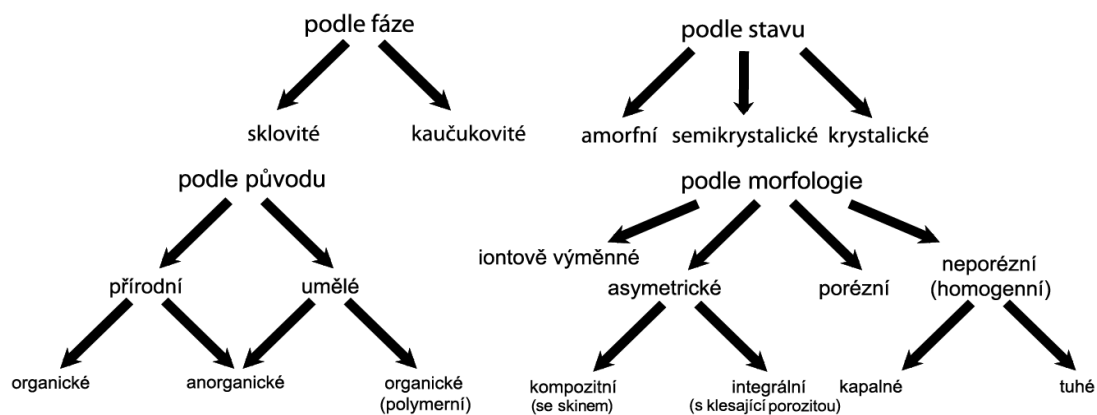 podle fáze
podle stavu
sklovité
kaučukovité
amorfní
semikrystalické
krystalické
podle původu
podle morfologie
iontově výměnné
přírodní
umělé
asymetrické
porézní
neporézní
(homogenní)
organické
anorganické
organické
(polymerní)
kompozitní
(se skinem)
integrální
(s klesající porozitou)
kapalné
tuhé